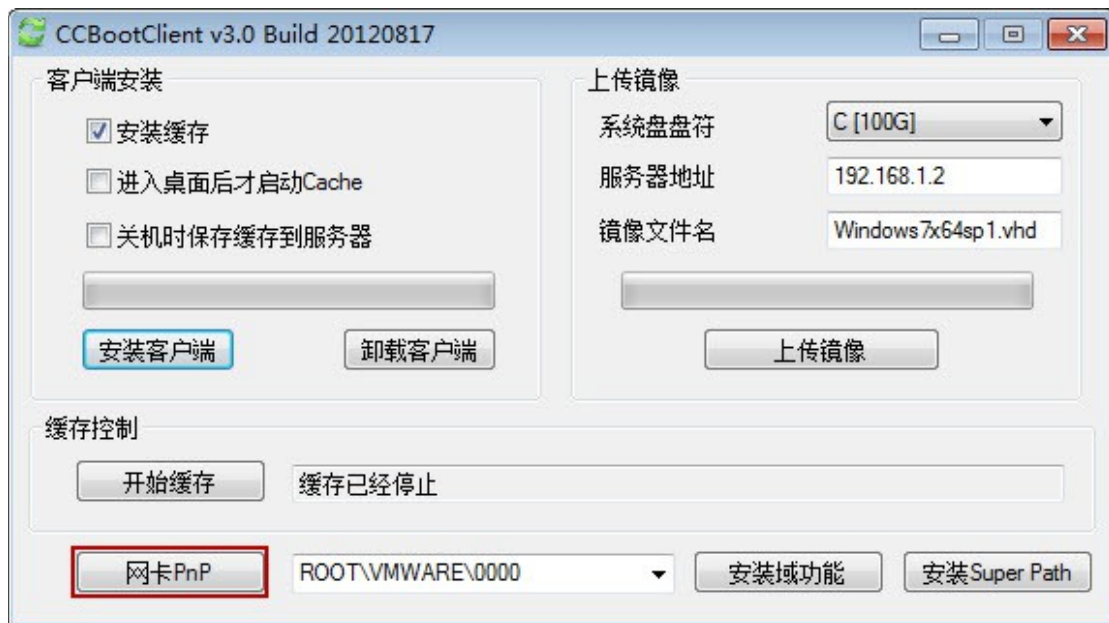 CCBootClient v3.0 Build 20120817
客户端安装
安装缓存
进入桌面后才启动Cache
关机时保存缓存到服务器
安装客户端
卸载客户端
上传镜像
系统盘盘符
C [100G]
服务器地址
192.168.1.2
镜像文件名
Windows7x64sp1.vhd
上传镜像
缓存控制
开始缓存
缓存已经停止
网卡PnP
ROOT\VMWARE\0000
安装域功能
安装Super Path